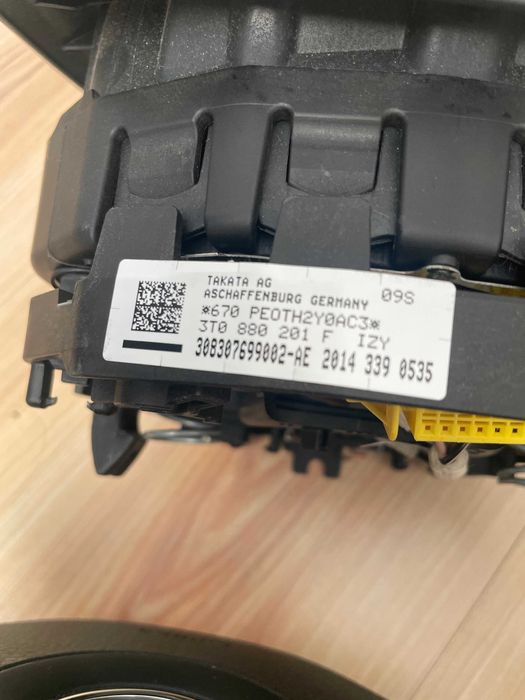 TAKATA AG
ASCHAFFENBURG GERMANY 09S
*670 PEOTH2Y0AC3*
3T0 880 201 F IZY
308307699002-AE 2014 339 0535